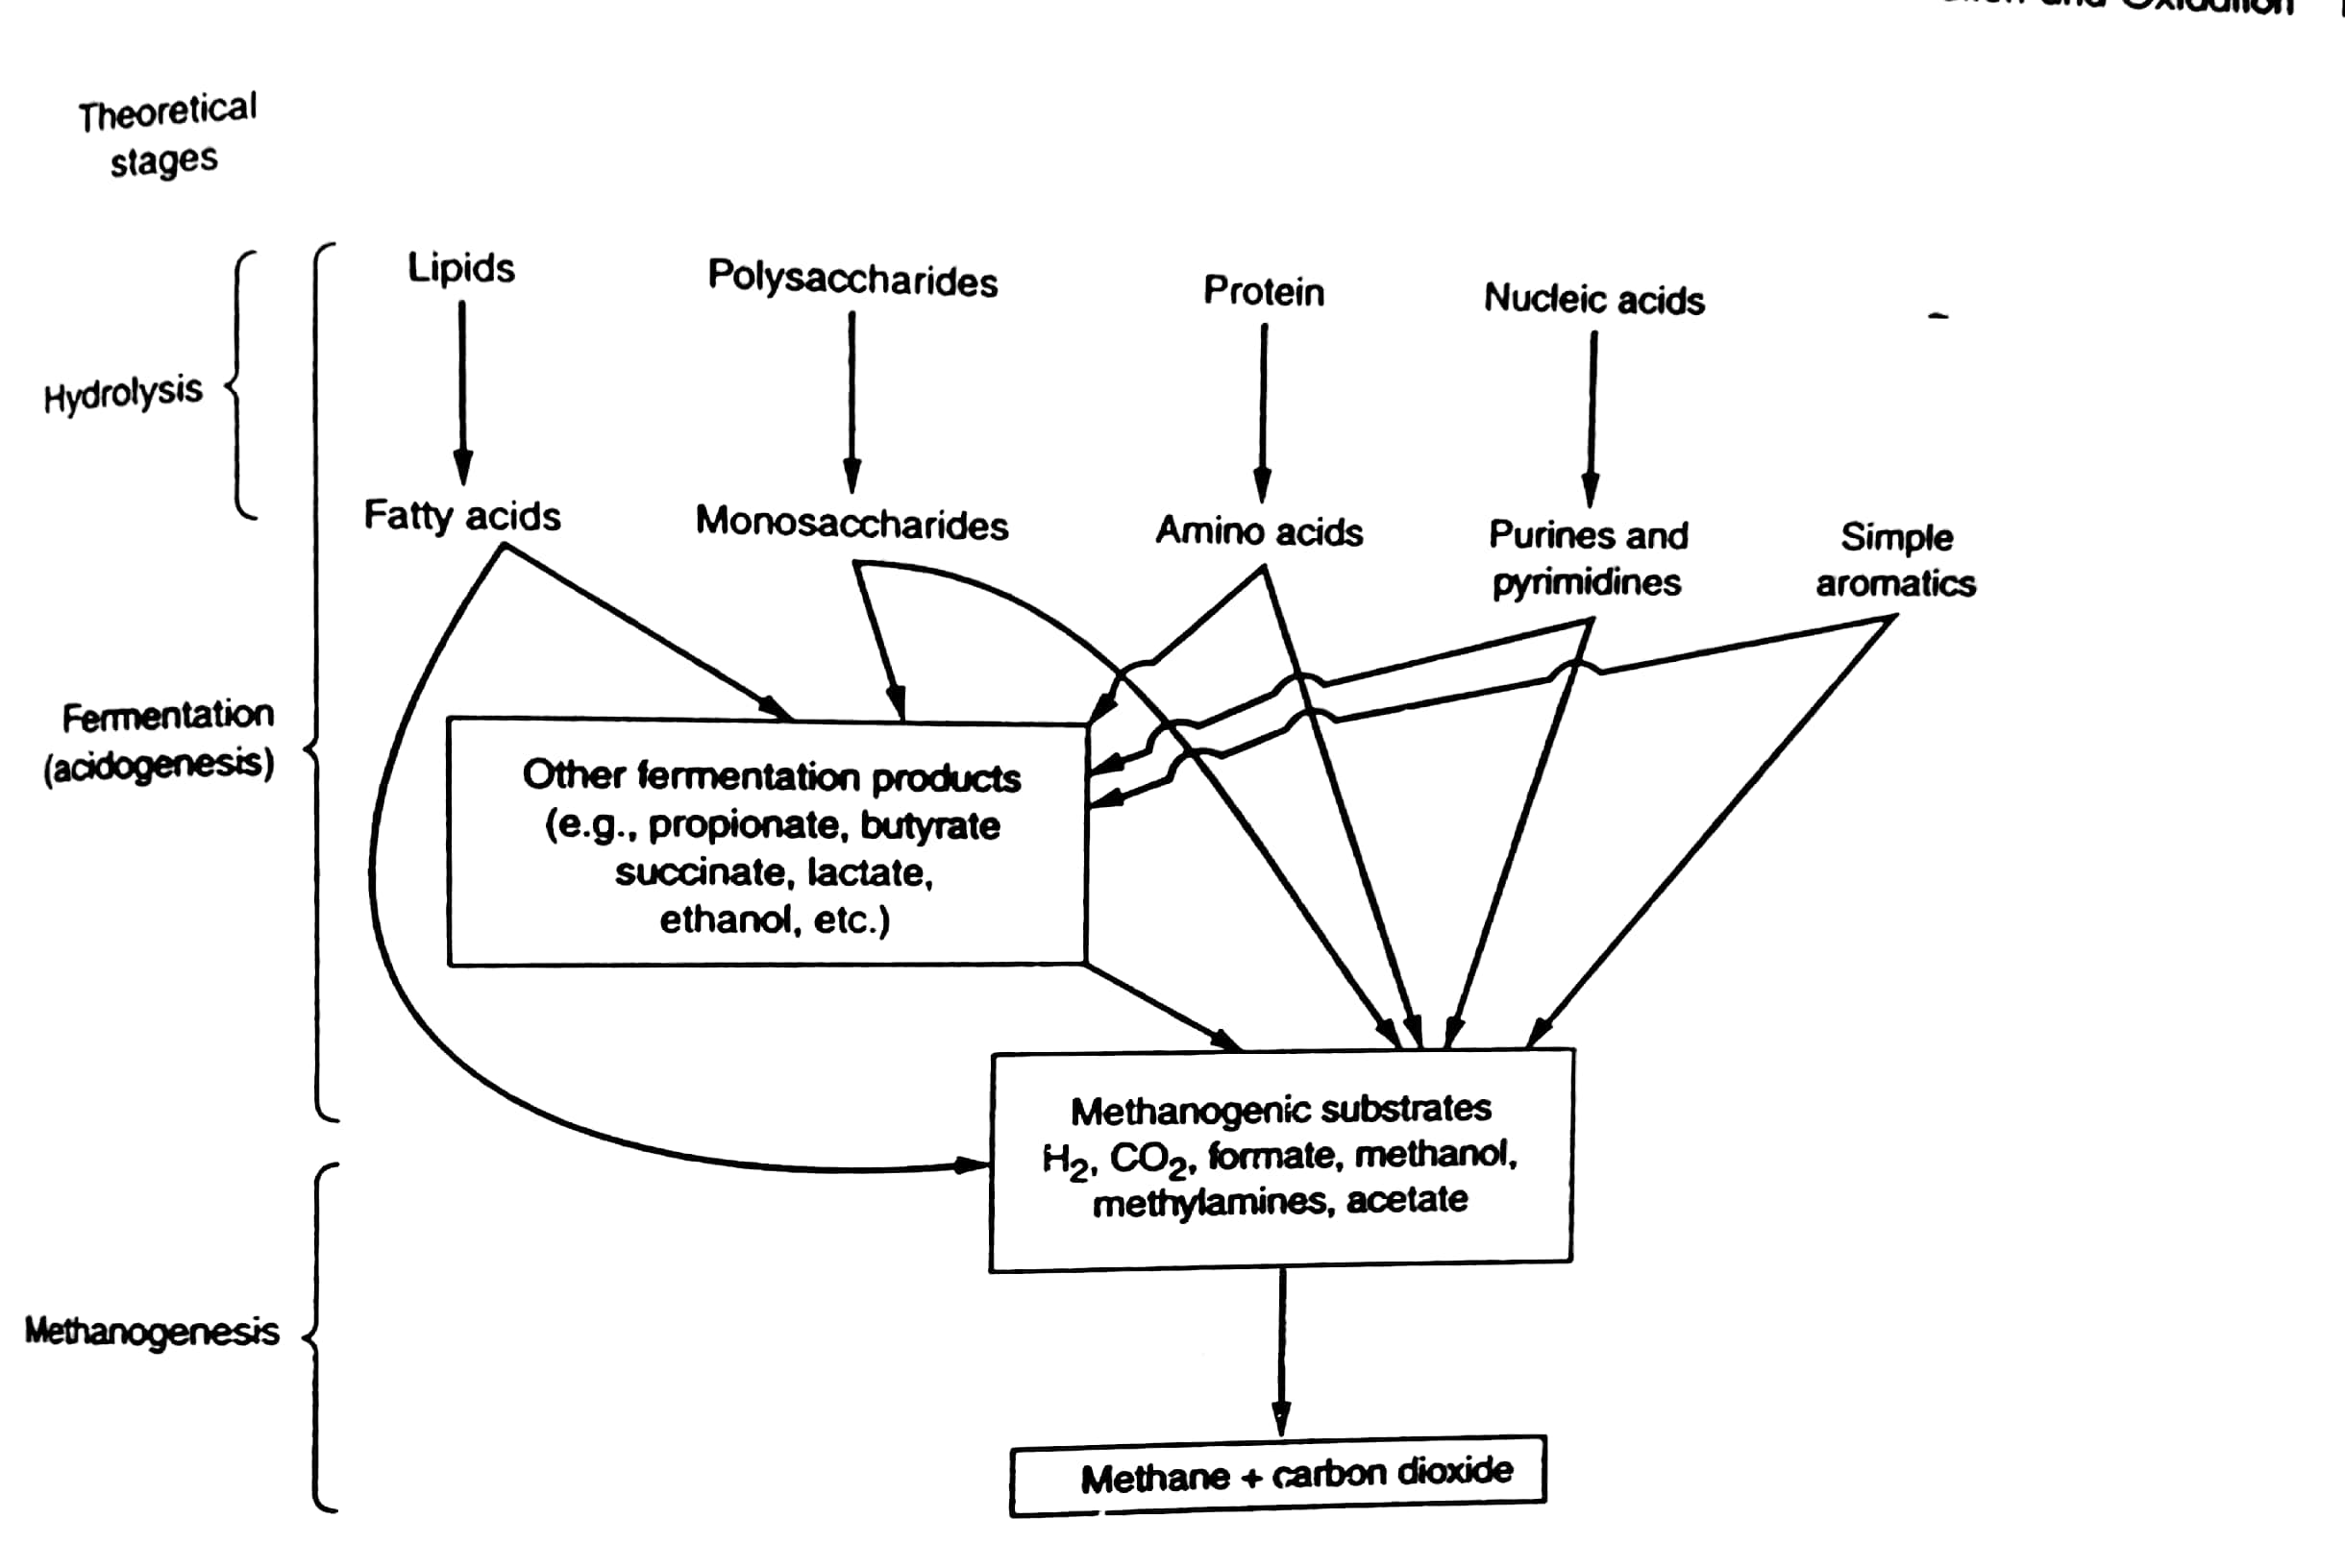 and Oxidation
Theoretical
stages
Lipids
Polysaccharides
Protein
Nucleic acids
Hydrolysis
Fatty acids
Monosaccharides
Amino acids
Purines and
pyrimidines
Simple
aromatics
Fermentation
(acidogenesis)
Other fermentation products
(e.g., propionate, butyrate
succinate, lactate,
ethanol, etc.)
Methanogenic substrates
H₂, CO₂, formate, methanol,
methylamines, acetate
Methanogenesis
Methane + carbon dioxide